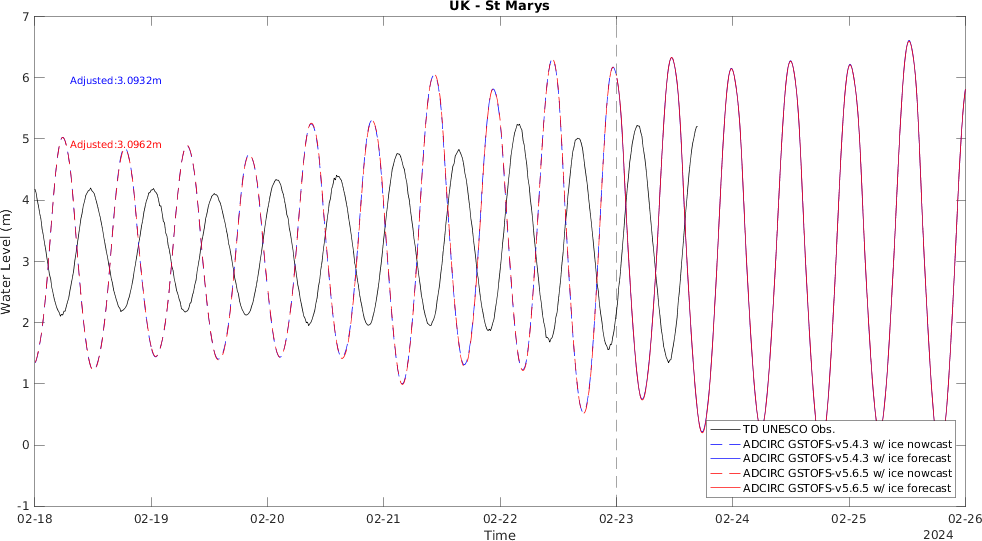 UK - St Marys
7
6
5
4
3
2
1
0
-1
Water Level (m)
Adjusted:3.0932m
Adjusted:3.0962m
TD UNESCO Obs.
ADCIRC GSTOFS-v5.4.3 w/ ice nowcast
ADCIRC GSTOFS-v5.4.3 w/ ice forecast
ADCIRC GSTOFS-v5.6.5 w/ ice nowcast
ADCIRC GSTOFS-v5.6.5 w/ ice forecast
02-18 02-19 02-20 02-21 02-22 02-23 02-24 02-25 02-26
Time
2024